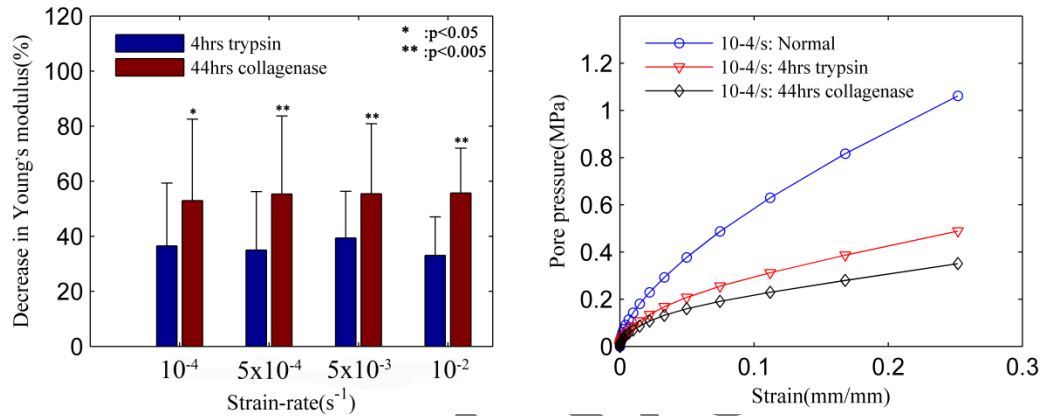 Decrease in Young's modulus(%)
120
100
80
60
40
20
0
4hrs trypsin
44hrs collagenase
* :p<0.05
** :p<0.005
*
**
**
**
10-4
5x10-4
5x10-3
10-2
Strain-rate(s-1)
Pore pressure(MPa)
1.2
1
0.8
0.6
0.4
0.2
0
10-4/s: Normal
10-4/s: 4hrs trypsin
10-4/s: 44hrs collagenase
0
0.1
0.2
0.3
Strain(mm/mm)